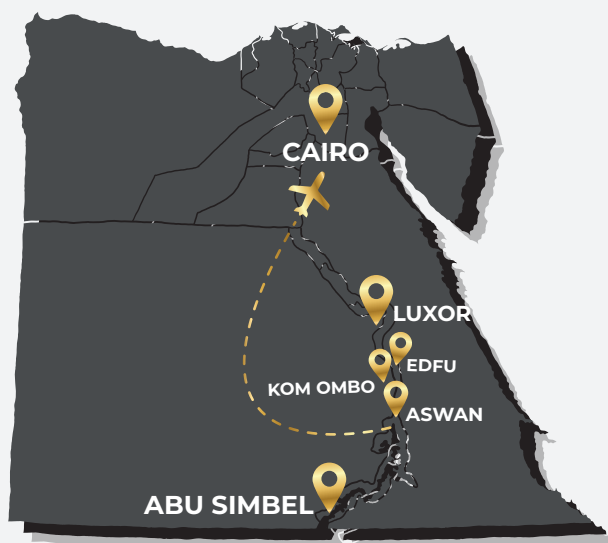 CAIRO
LUXOR
EDFU
KOM OMBO
ASWAN
ABU SIMBEL